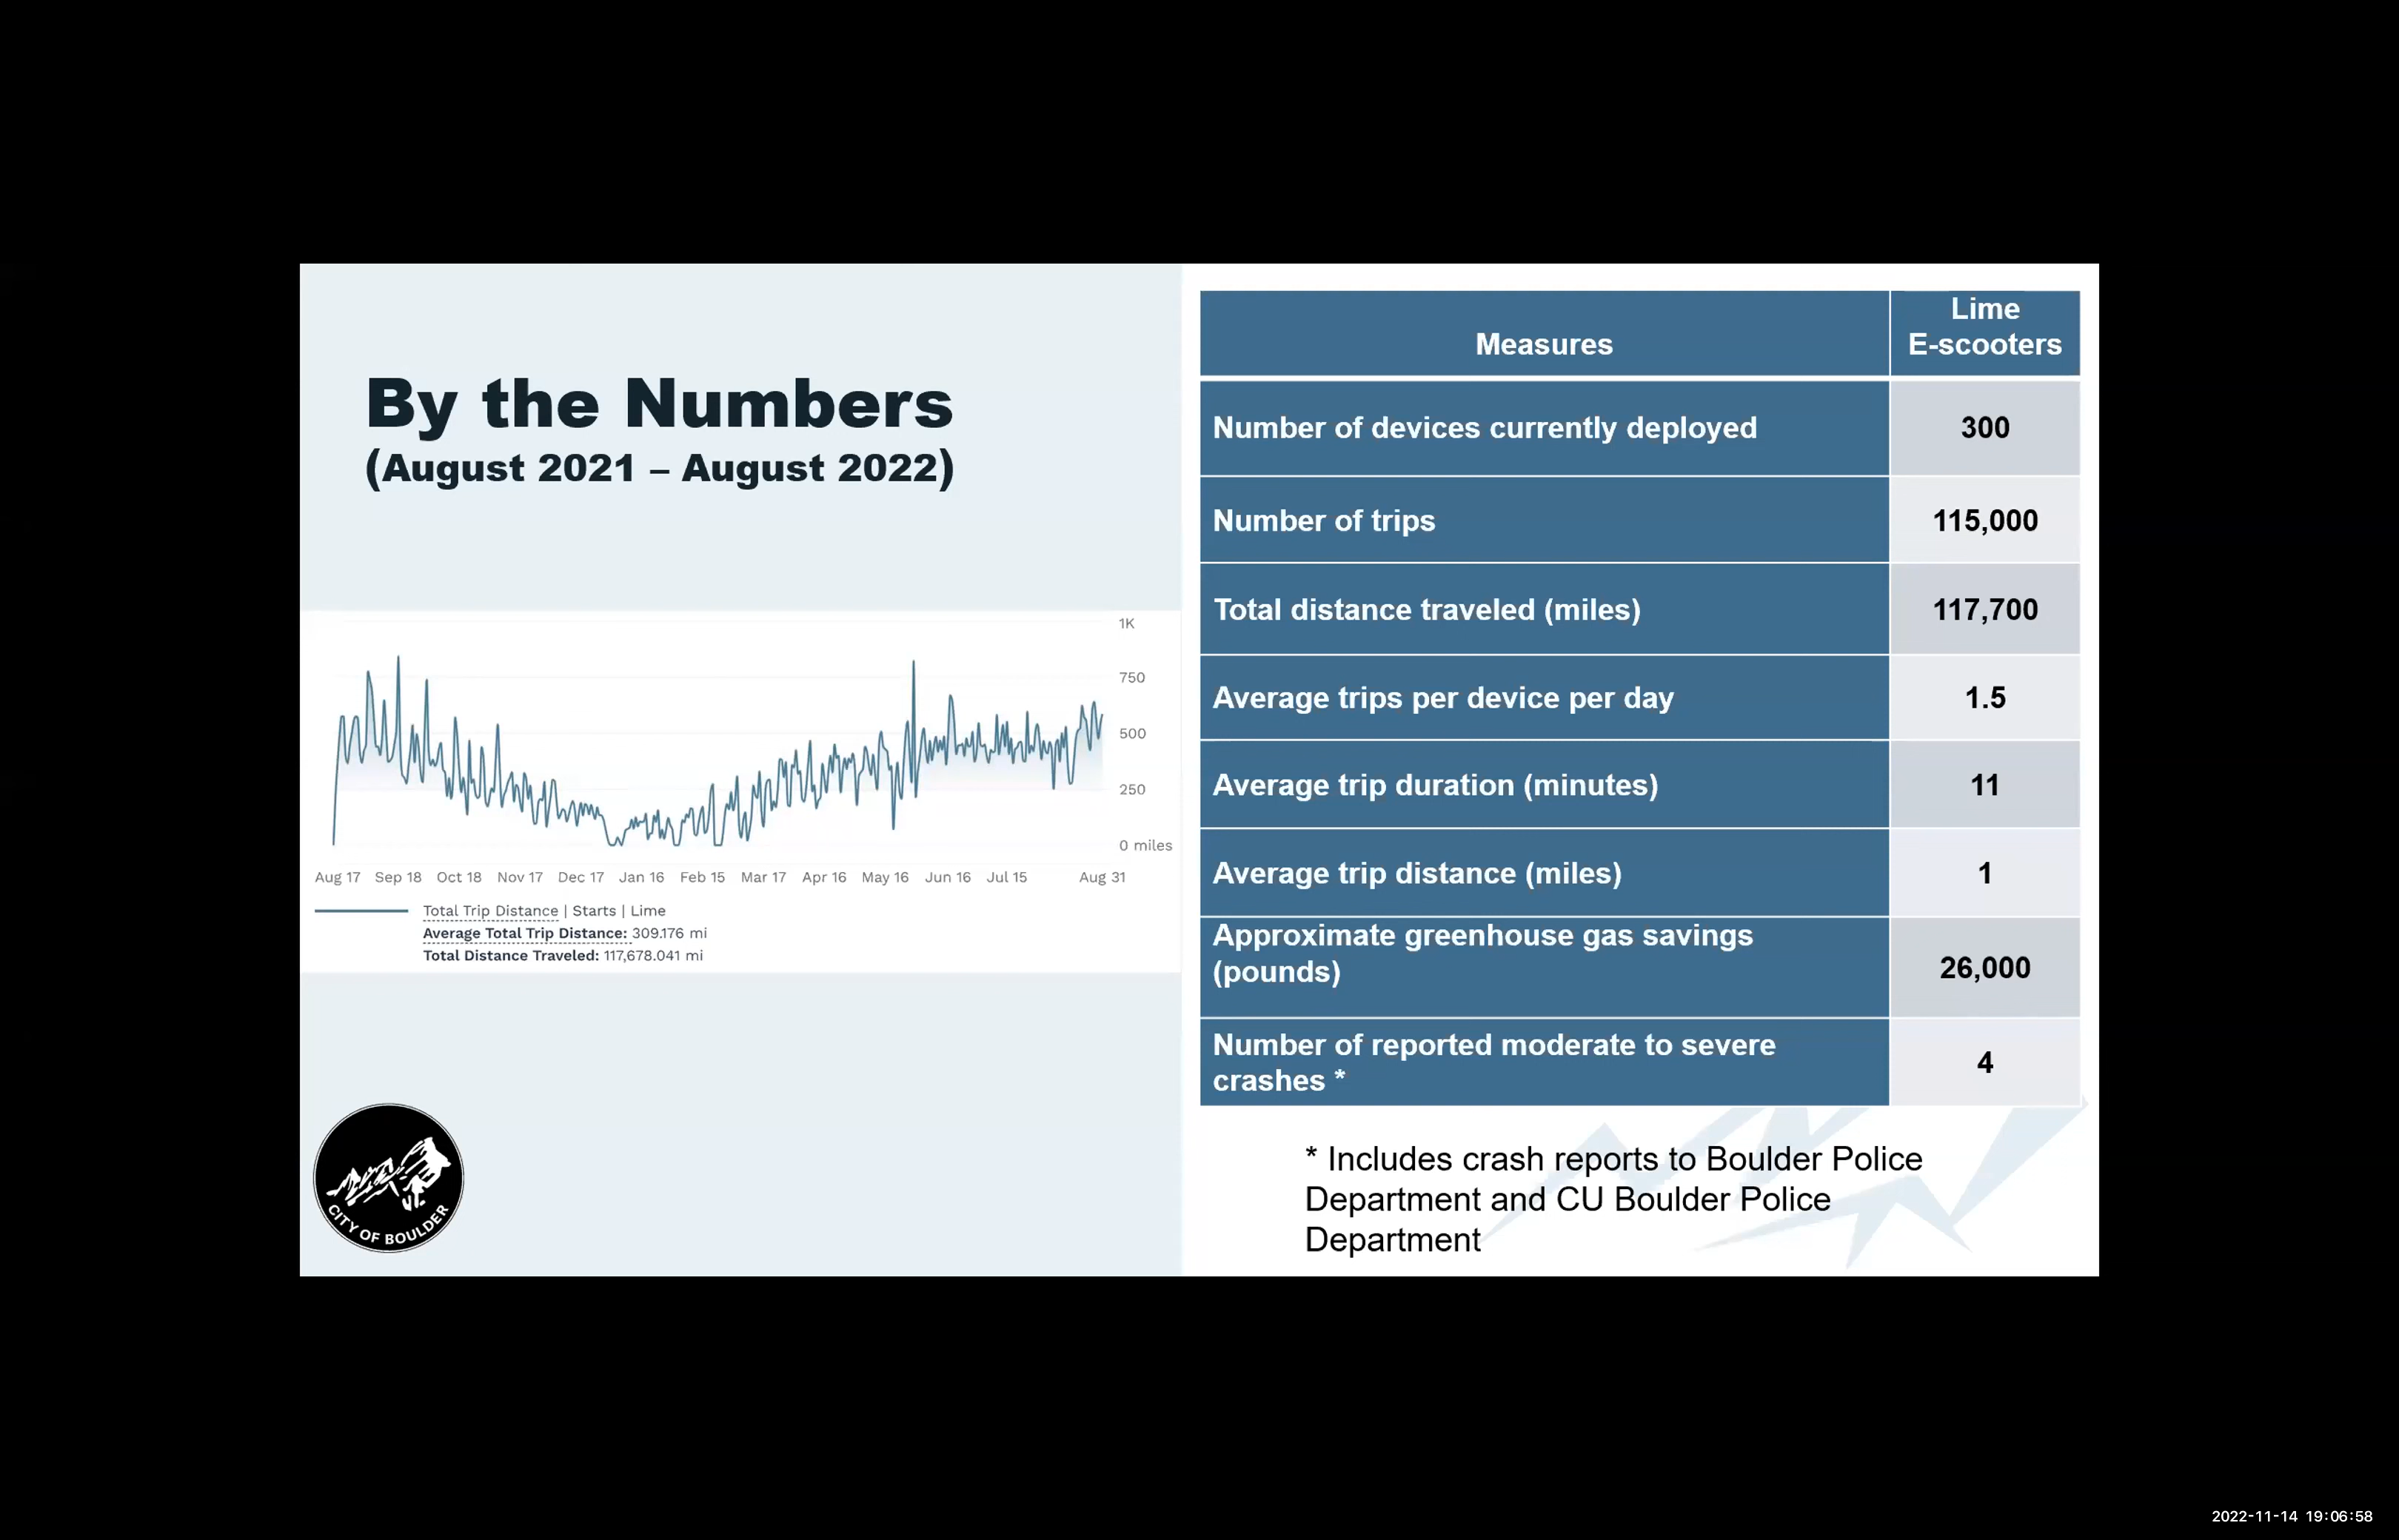 By the Numbers
(August 2021 – August 2022)
1K
750
500
250
0 miles
Aug 17 Sep 18 Oct 18 Nov 17 Dec 17 Jan 16 Feb 15 Mar 17 Apr 16 May 16 Jun 16 Jul 15 Aug 31
Total Trip Distance | Starts | Lime
Average Total Trip Distance: 309.176 mi
Total Distance Traveled: 117,678.041 mi
CITY OF BOULDER
Lime
Measures E-scooters
Number of devices currently deployed 300
Number of trips 115,000
Total distance traveled (miles) 117,700
Average trips per device per day 1.5
Average trip duration (minutes) 11
Average trip distance (miles) 1
Approximate greenhouse gas savings
(pounds) 26,000
Number of reported moderate to severe
crashes * 4
* Includes crash reports to Boulder Police
Department and CU Boulder Police
Department
2022-11-14 19:06:58